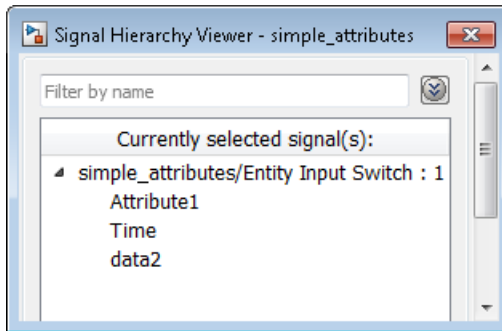 Signal Hierarchy Viewer - simple_attributes
Filter by name
Currently selected signal(s):
simple_attributes/Entity Input Switch : 1
Attribute1
Time
data2